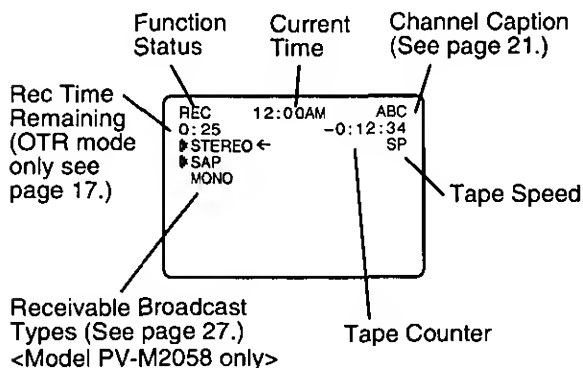 Function
Status
Current
Time
Channel Caption
(See page 21.)
Rec Time
Remaining
(OTR mode
only see
page 17.)
REC 12:00AM ABC
0:25 -0:12:34
▶STEREO← SP
▶SAP
MONO
Tape Speed
Receivable Broadcast
Types (See page 27.)
<Model PV-M2058 only>
Tape Counter